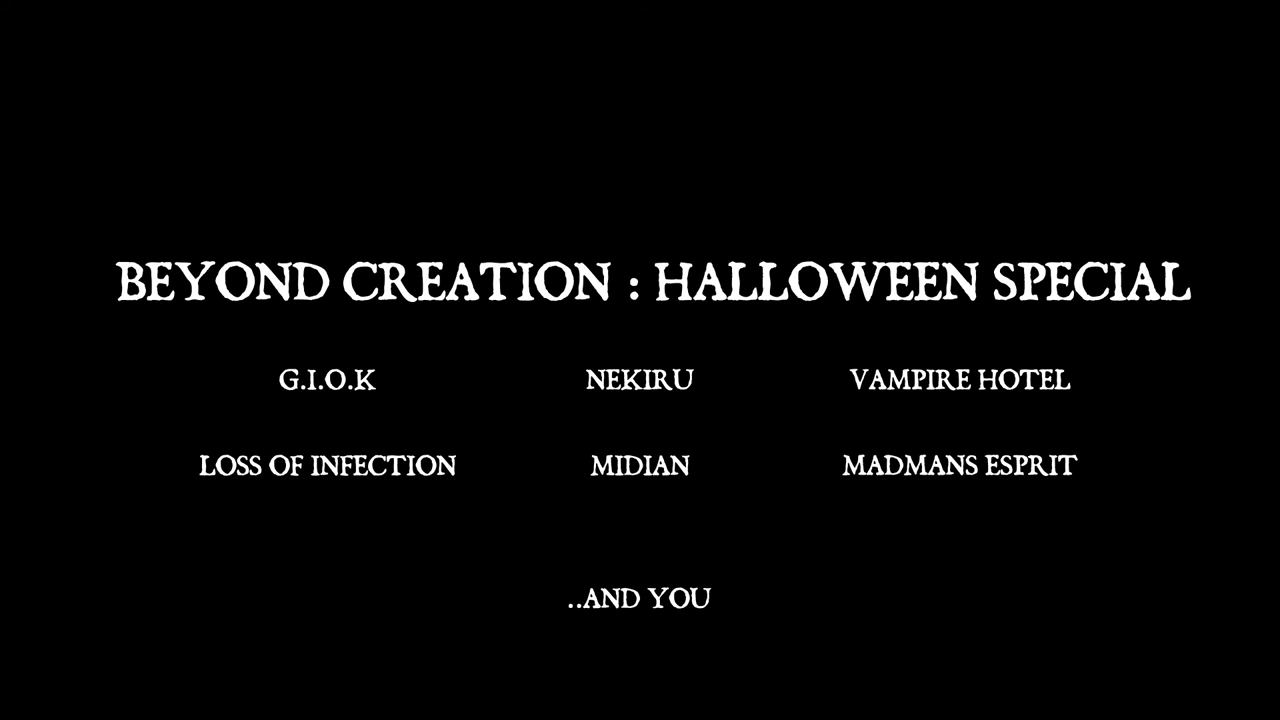 BEYOND CREATION : HALLOWEEN SPECIAL
G.I.O.K NEKIRU VAMPIRE HOTEL
LOSS OF INFECTION MIDIAN MADMANS ESPRIT
..AND YOU